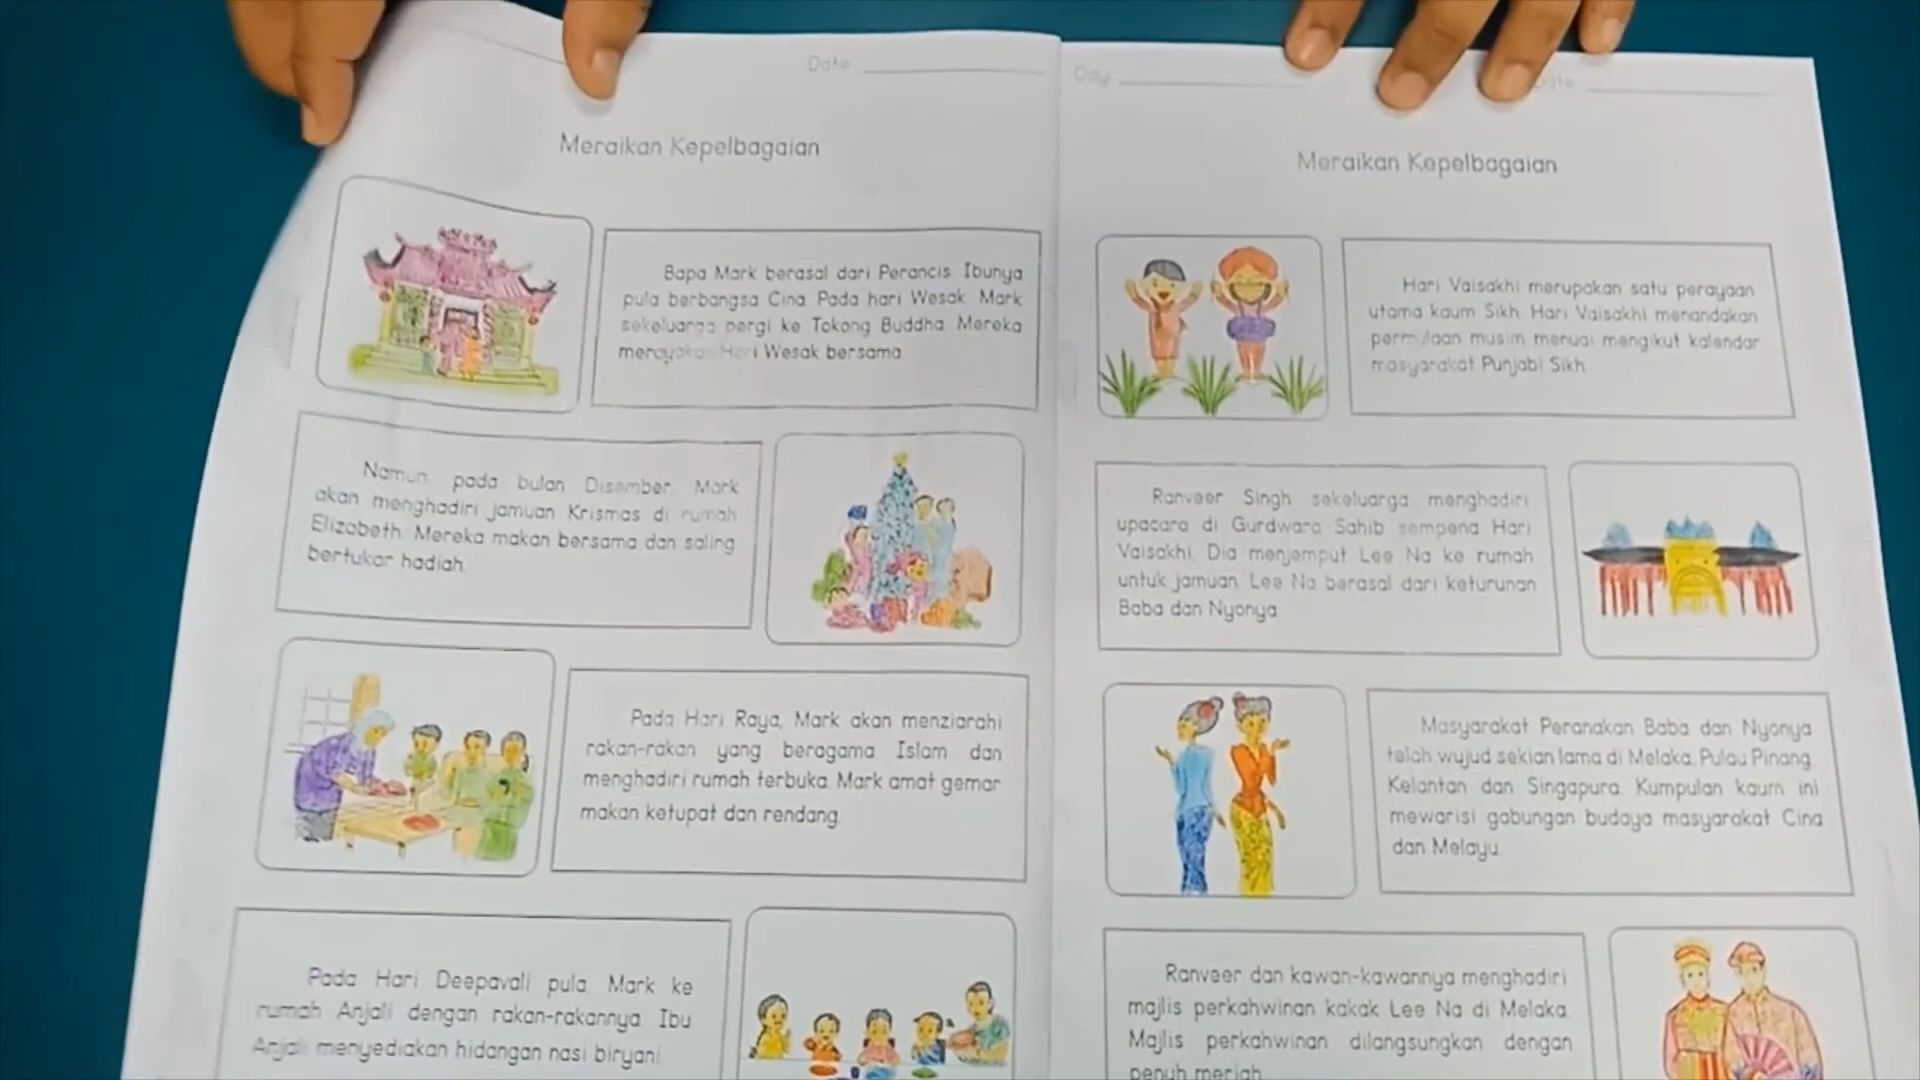 Date
Meraikan Kepelbagaian
Bapa Mark berasal dari Perancis. Ibunya
pula berbangsa Cina. Pada hari Wesak, Mark
sekeluarga pergi ke Tokong Buddha. Mereka
merayakan Hari Wesak bersama.
Namun, pada bulan Disember, Mark
akan menghadiri jamuan Krismas di rumah
Elizabeth. Mereka makan bersama dan saling
bertukar hadiah.
Pada Hari Raya, Mark akan menziarahi
rakan-rakan yang beragama Islam dan
menghadiri rumah terbuka. Mark amat gemar
makan ketupat dan rendang.
Pada Hari Deepavali pula, Mark ke
rumah Anjali dengan rakan-rakannya. Ibu
Anjali menyediakan hidangan nasi biryani
Day Date
Meraikan Kepelbagaian
Hari Vaisakhi merupakan satu perayaan
utama kaum Sikh. Hari Vaisakhi menandakan
permulaan musim menuai mengikut kalendar
masyarakat Punjabi Sikh.
Ranveer Singh sekeluarga menghadiri
upacara di Gurdwara Sahib sempena Hari
Vaisakhi. Dia menjemput Lee Na ke rumah
untuk jamuan. Lee Na berasal dari keturunan
Baba dan Nyonya.
Masyarakat Peranakan Baba dan Nyonya
telah wujud sekian lama di Melaka, Pulau Pinang,
Kelantan dan Singapura. Kumpulan kaum ini
mewarisi gabungan budaya masyarakat Cina
dan Melayu.
Ranveer dan kawan-kawannya menghadiri
majlis perkahwinan kakak Lee Na di Melaka.
Majlis perkahwinan dilangsungkan dengan
penuh meriah.